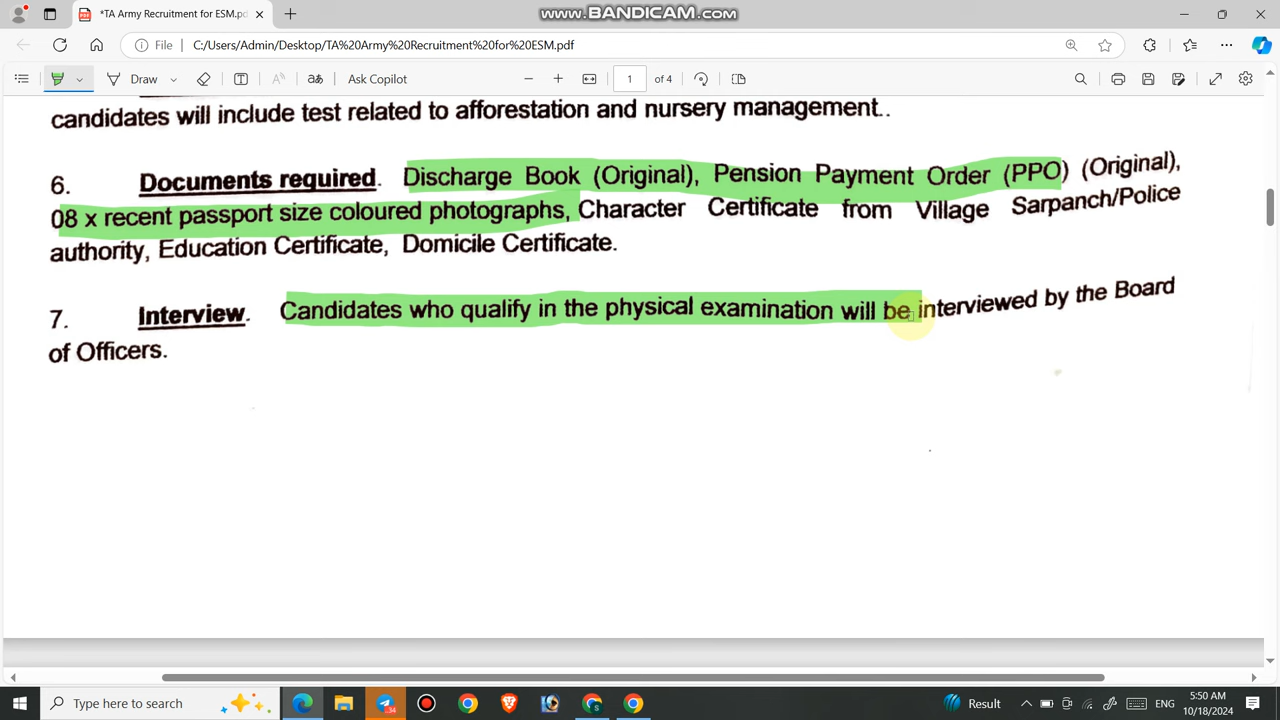 www.BANDICAM.com
*TA Army Recruitment for ESM.pd
File C:/Users/Admin/Desktop/TA%20Army%20Recruitment%20for%20ESM.pdf
Draw Ask Copilot 1 of 4
candidates will include test related to afforestation and nursery management..
6. Documents required. Discharge Book (Original), Pension Payment Order (PPO) (Original),
08 x recent passport size coloured photographs, Character Certificate from Village Sarpanch/Police
authority, Education Certificate, Domicile Certificate.
7. Interview. Candidates who qualify in the physical examination will be interviewed by the Board
of Officers.
Type here to search 34 Result ENG 5:50 AM
10/18/2024